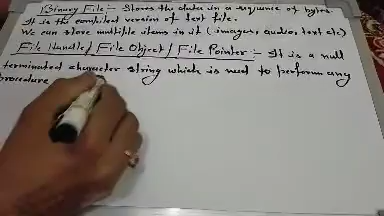 Binary File :- Stores the data in a sequence of bytes.
It is the compiled version of text file.
We can store multiple items in it (images, audio, text etc)
File Handle / File Object / File Pointer :- It is a null
terminated character string which is used to perform any
procedure